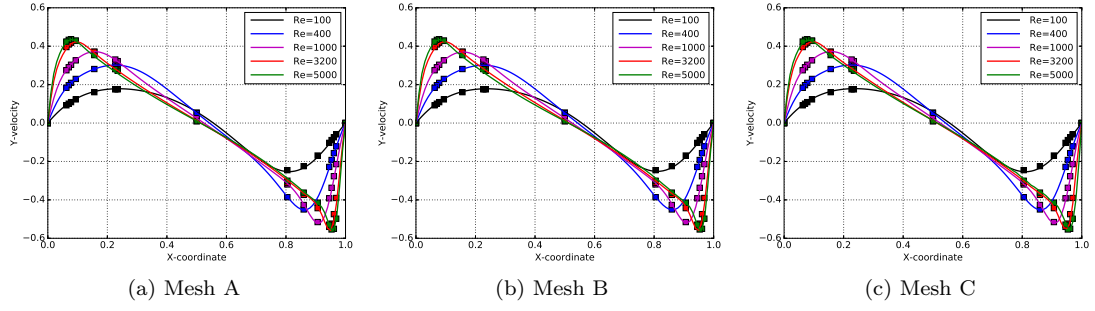 0.6
0.4
0.2
0.0
−0.2
−0.4
−0.6
Y-velocity
0.0 0.2 0.4 0.6 0.8 1.0
X-coordinate
Re=100
Re=400
Re=1000
Re=3200
Re=5000
(a) Mesh A
0.6
0.4
0.2
0.0
−0.2
−0.4
−0.6
Y-velocity
0.0 0.2 0.4 0.6 0.8 1.0
X-coordinate
Re=100
Re=400
Re=1000
Re=3200
Re=5000
(b) Mesh B
0.6
0.4
0.2
0.0
−0.2
−0.4
−0.6
Y-velocity
0.0 0.2 0.4 0.6 0.8 1.0
X-coordinate
Re=100
Re=400
Re=1000
Re=3200
Re=5000
(c) Mesh C